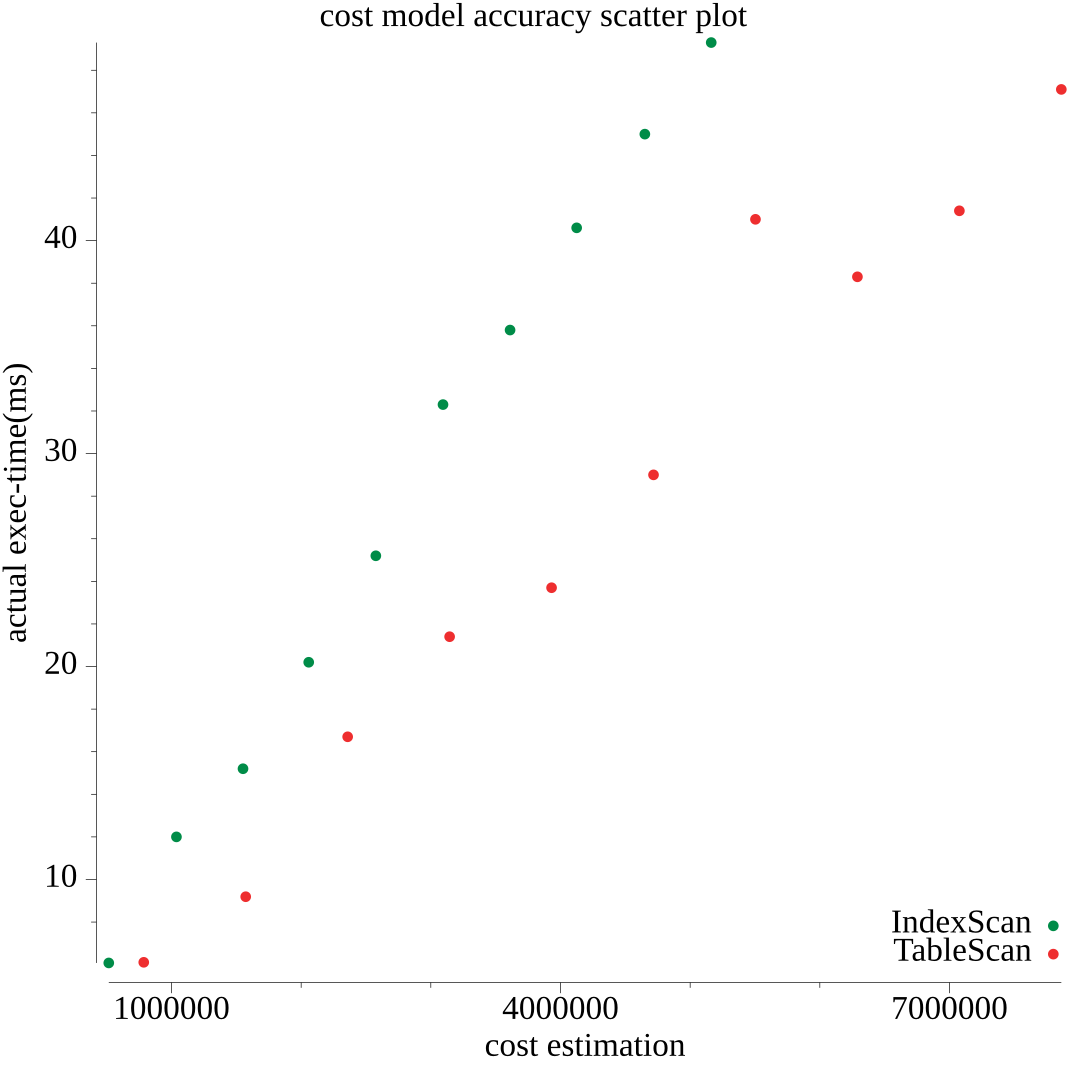 cost model accuracy scatter plot
actual exec-time(ms)
40
30
20
10
IndexScan
TableScan
1000000
4000000
7000000
cost estimation